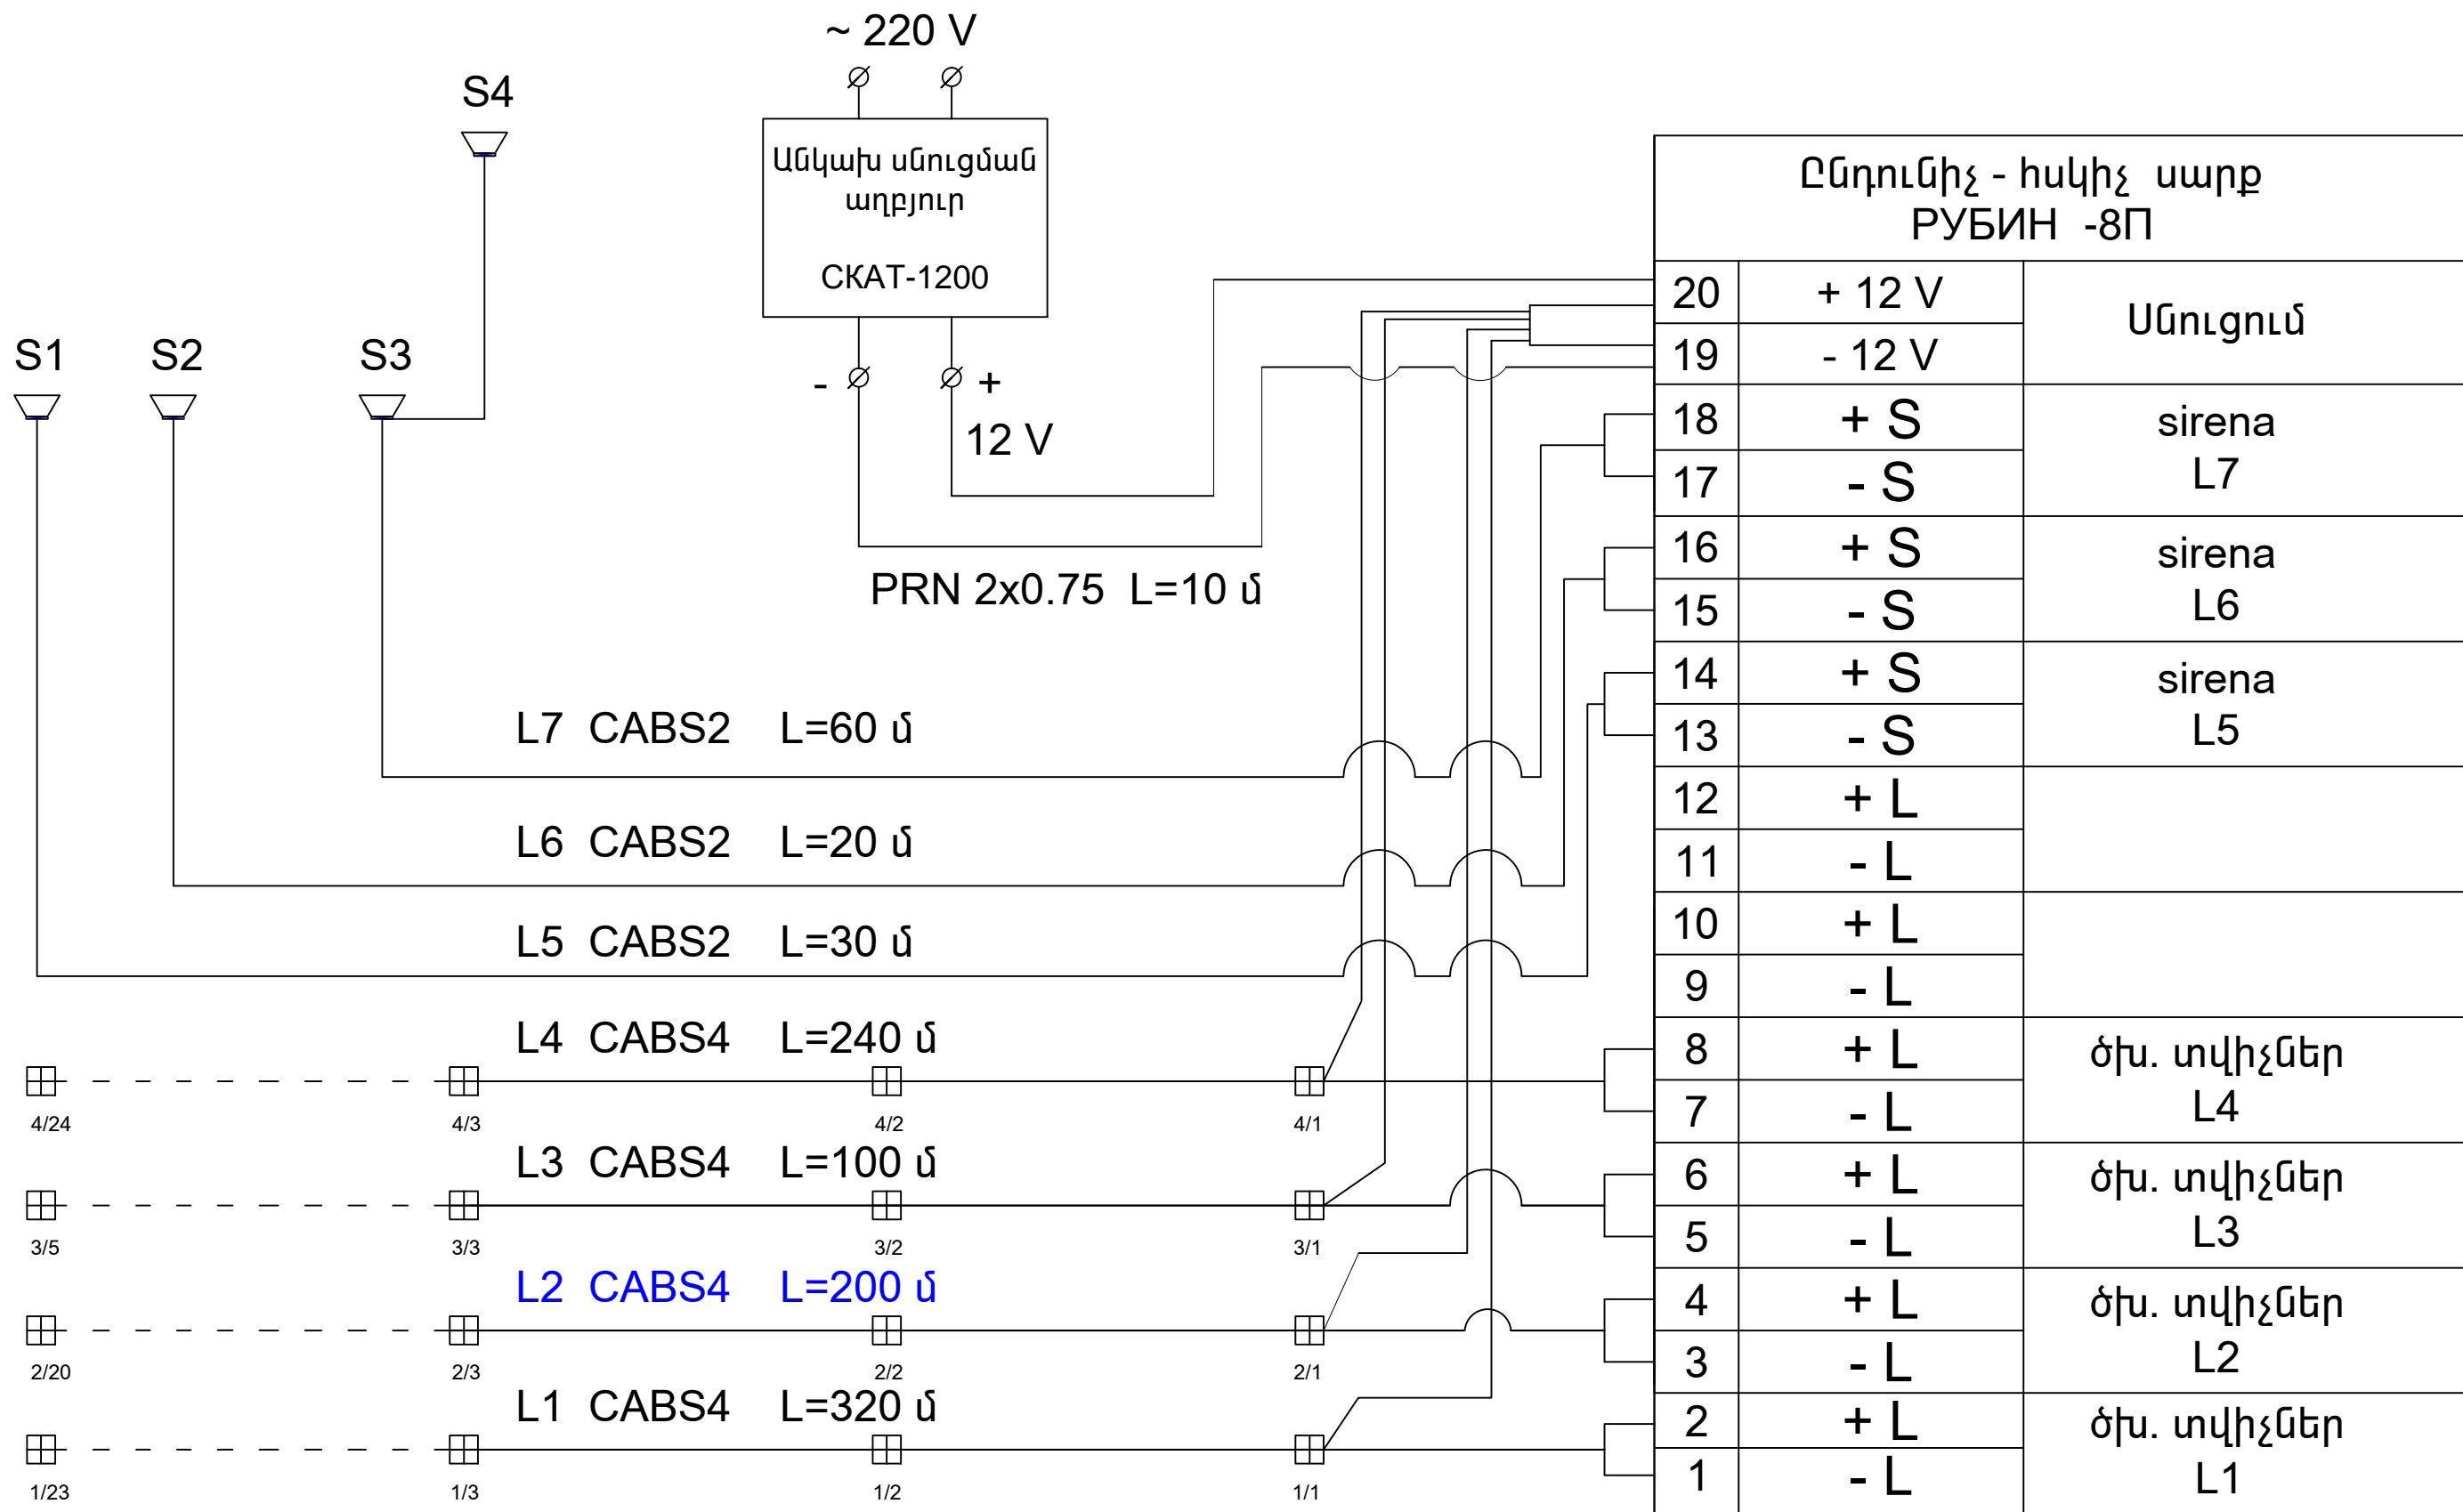 ~ 220 V
S4
Անկախ սնուցման
աղբյուր
СКАТ-1200
S1
S2
S3
-
+
12 V
PRN 2x0.75 L=10 մ
L7 CABS2 L=60 մ
L6 CABS2 L=20 մ
L5 CABS2 L=30 մ
L4 CABS4 L=240 մ
4/24
4/3
4/2
4/1
L3 CABS4 L=100 մ
3/5
3/3
3/2
3/1
L2 CABS4 L=200 մ
2/20
2/3
2/2
2/1
L1 CABS4 L=320 մ
1/23
1/3
1/2
1/1
Ընդունիչ - հսկիչ սարք
РУБИН -8П
20 + 12 V
Սնուցում
19 - 12 V
18 + S
sirena
L7
17 - S
16 + S
sirena
L6
15 - S
14 + S
sirena
L5
13 - S
12 + L
11 - L
10 + L
9 - L
8 + L
ծխ. տվիչներ
L4
7 - L
6 + L
ծխ. տվիչներ
L3
5 - L
4 + L
ծխ. տվիչներ
L2
3 - L
2 + L
ծխ. տվիչներ
L1
1 - L